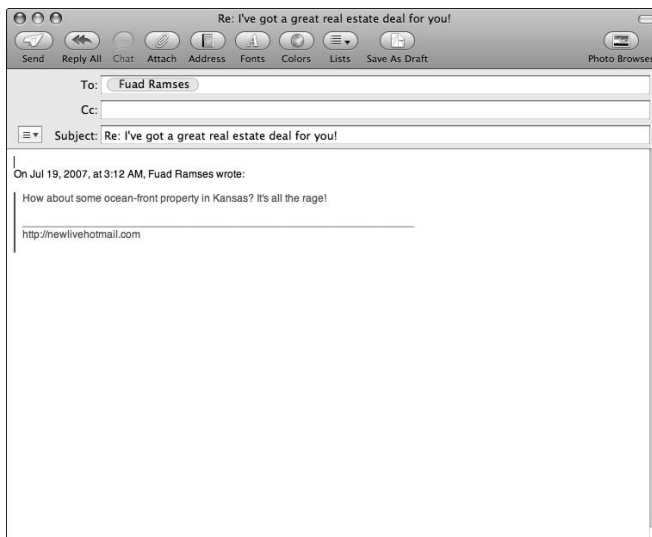 Re: I've got a great real estate deal for you!
Send Reply All Chat Attach Address Fonts Colors Lists Save As Draft Photo Browser
To: Fuad Ramses
Cc:
Subject: Re: I've got a great real estate deal for you!
On Jul 19, 2007, at 3:12 AM, Fuad Ramses wrote:
How about some ocean-front property in Kansas? It's all the rage!
http://newlivehotmail.com